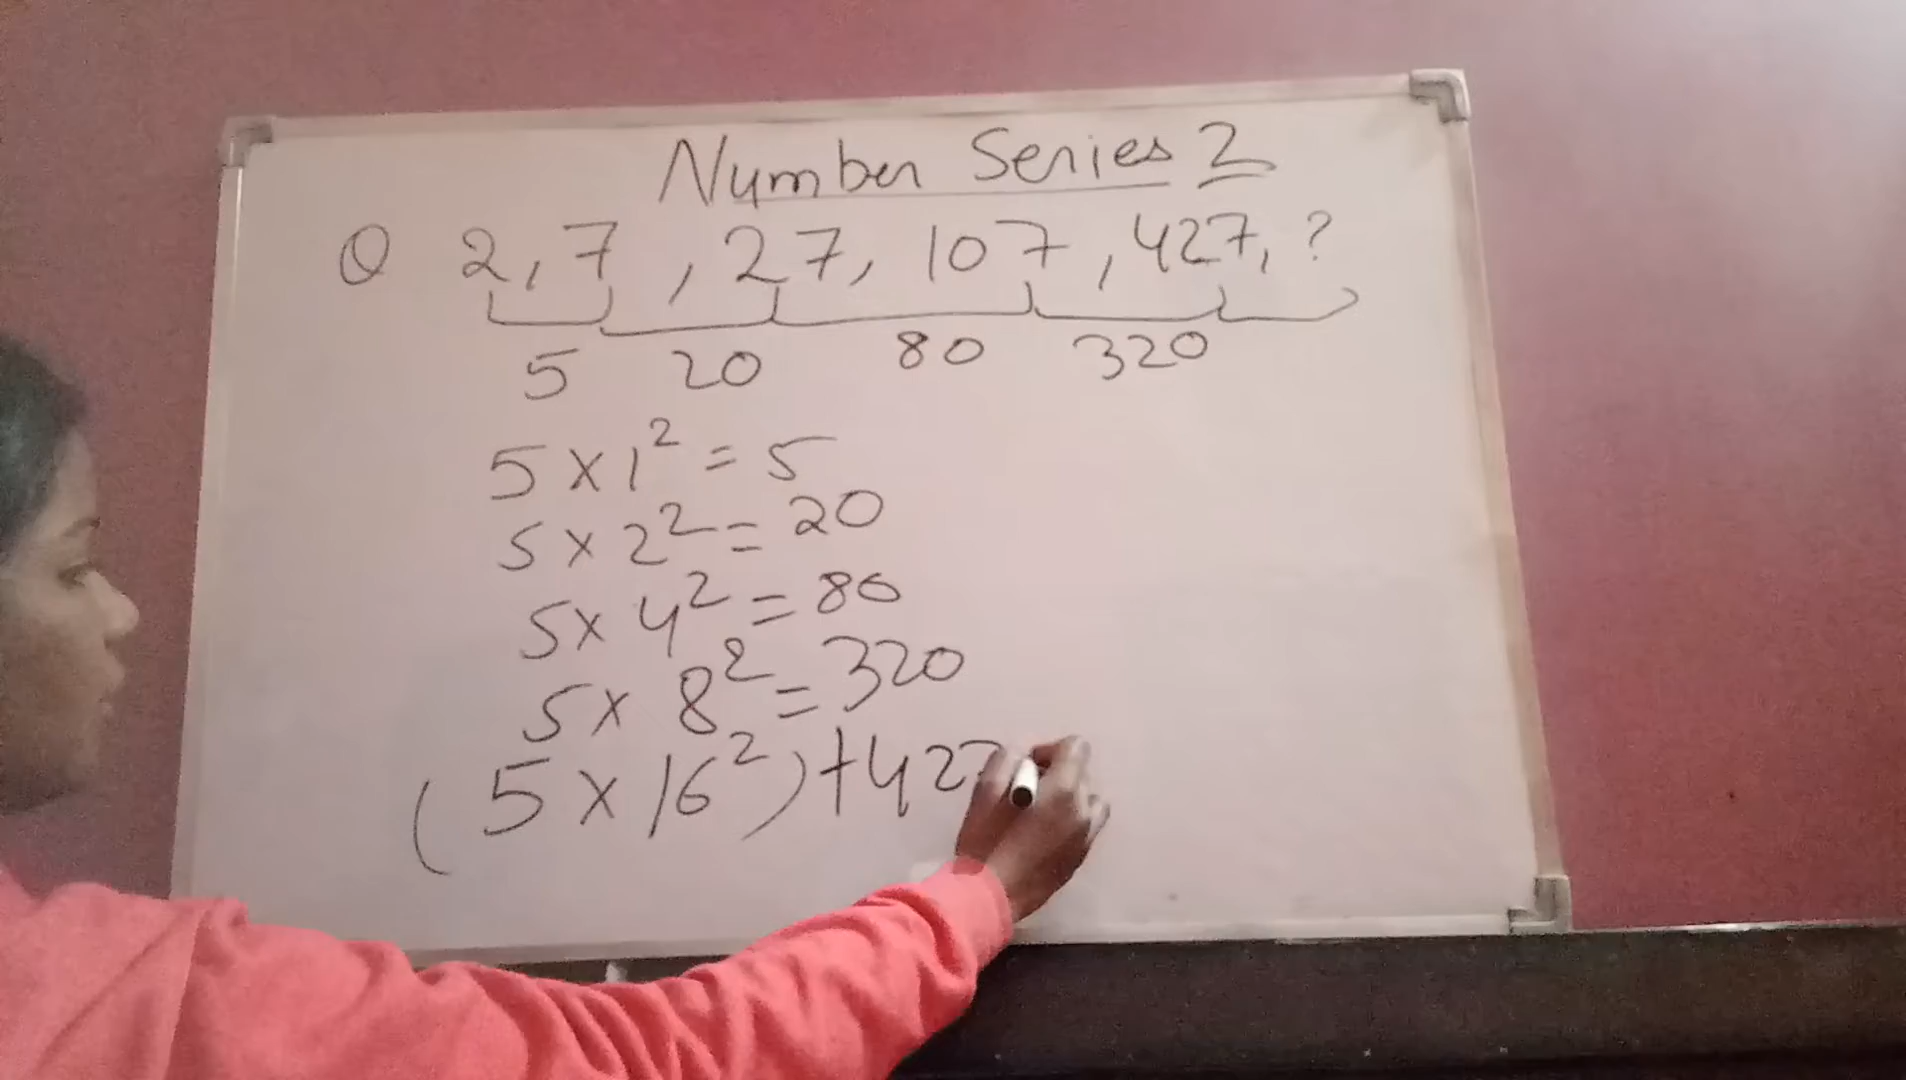 Number Series 2
Q 2, 7, 27, 107, 427, ?
5 20 80 320
5 × 1² = 5
5 × 2² = 20
5 × 4² = 80
5 × 8² = 320
(5 × 16²) + 427